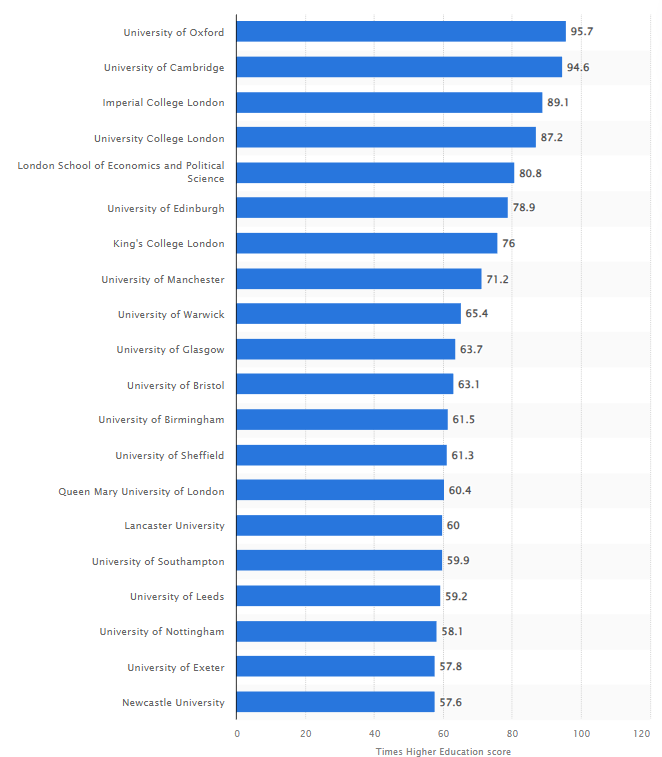 University of Oxford 95.7
University of Cambridge 94.6
Imperial College London 89.1
University College London 87.2
London School of Economics and Political
Science 80.8
University of Edinburgh 78.9
King's College London 76
University of Manchester 71.2
University of Warwick 65.4
University of Glasgow 63.7
University of Bristol 63.1
University of Birmingham 61.5
University of Sheffield 61.3
Queen Mary University of London 60.4
Lancaster University 60
University of Southampton 59.9
University of Leeds 59.2
University of Nottingham 58.1
University of Exeter 57.8
Newcastle University 57.6
0 20 40 60 80 100 120
Times Higher Education score